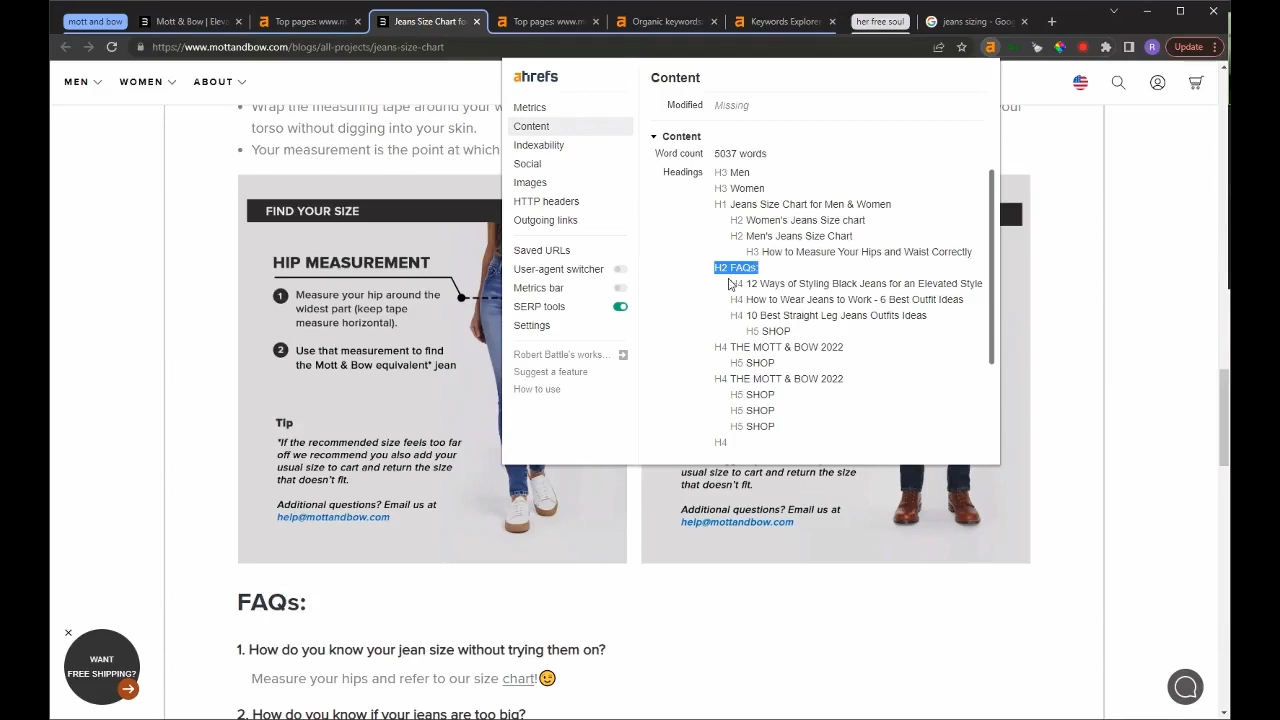 mott and bow
Mott & Bow | Elev
Top pages: www.m
Jeans Size Chart fo
Top pages: www.m
Organic keywords:
Keywords Explorer
her free soul
jeans sizing - Goog
https://www.mottandbow.com/blogs/all-projects/jeans-size-chart
R
Update
MEN
WOMEN
ABOUT
Wrap the measuring tape around your w
your
torso without digging into your skin.
Your measurement is the point at which
ahrefs
Metrics
Content
Indexability
Social
Images
HTTP headers
Outgoing links
Saved URLs
User-agent switcher
Metrics bar
SERP tools
Settings
Robert Battle's works...
Suggest a feature
How to use
Content
Modified Missing
Content
Word count 5037 words
Headings H3 Men
H3 Women
H1 Jeans Size Chart for Men & Women
H2 Women's Jeans Size chart
H2 Men's Jeans Size Chart
H3 How to Measure Your Hips and Waist Correctly
H2 FAQs:
H4 12 Ways of Styling Black Jeans for an Elevated Style
H4 How to Wear Jeans to Work - 6 Best Outfit Ideas
H4 10 Best Straight Leg Jeans Outfits Ideas
H5 SHOP
H4 THE MOTT & BOW 2022
H5 SHOP
H4 THE MOTT & BOW 2022
H5 SHOP
H5 SHOP
H5 SHOP
H4
FIND YOUR SIZE
HIP MEASUREMENT
1 Measure your hip around the
widest part (keep tape
measure horizontal).
2 Use that measurement to find
the Mott & Bow equivalent* jean
Tip
*If the recommended size feels too far
off we recommend you also add your
usual size to cart and return the size
that doesn't fit.
Additional questions? Email us at
help@mottandbow.com
usual size to cart and return the size
that doesn't fit.
Additional questions? Email us at
help@mottandbow.com
FAQs:
1. How do you know your jean size without trying them on?
Measure your hips and refer to our size chart!😉
2. How do you know if your jeans are too big?
WANT
FREE SHIPPING?